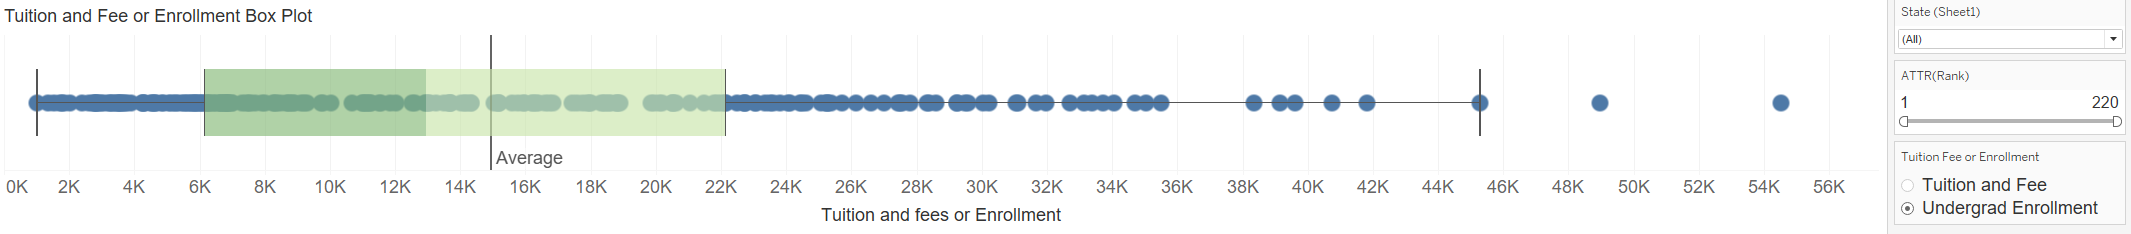 Tuition and Fee or Enrollment Box Plot
Average
0K 2K 4K 6K 8K 10K 12K 14K 16K 18K 20K 22K 24K 26K 28K 30K 32K 34K 36K 38K 40K 42K 44K 46K 48K 50K 52K 54K 56K
Tuition and fees or Enrollment
State (Sheet1)
(All)
ATTR(Rank)
1 220
Tuition Fee or Enrollment
Tuition and Fee
Undergrad Enrollment